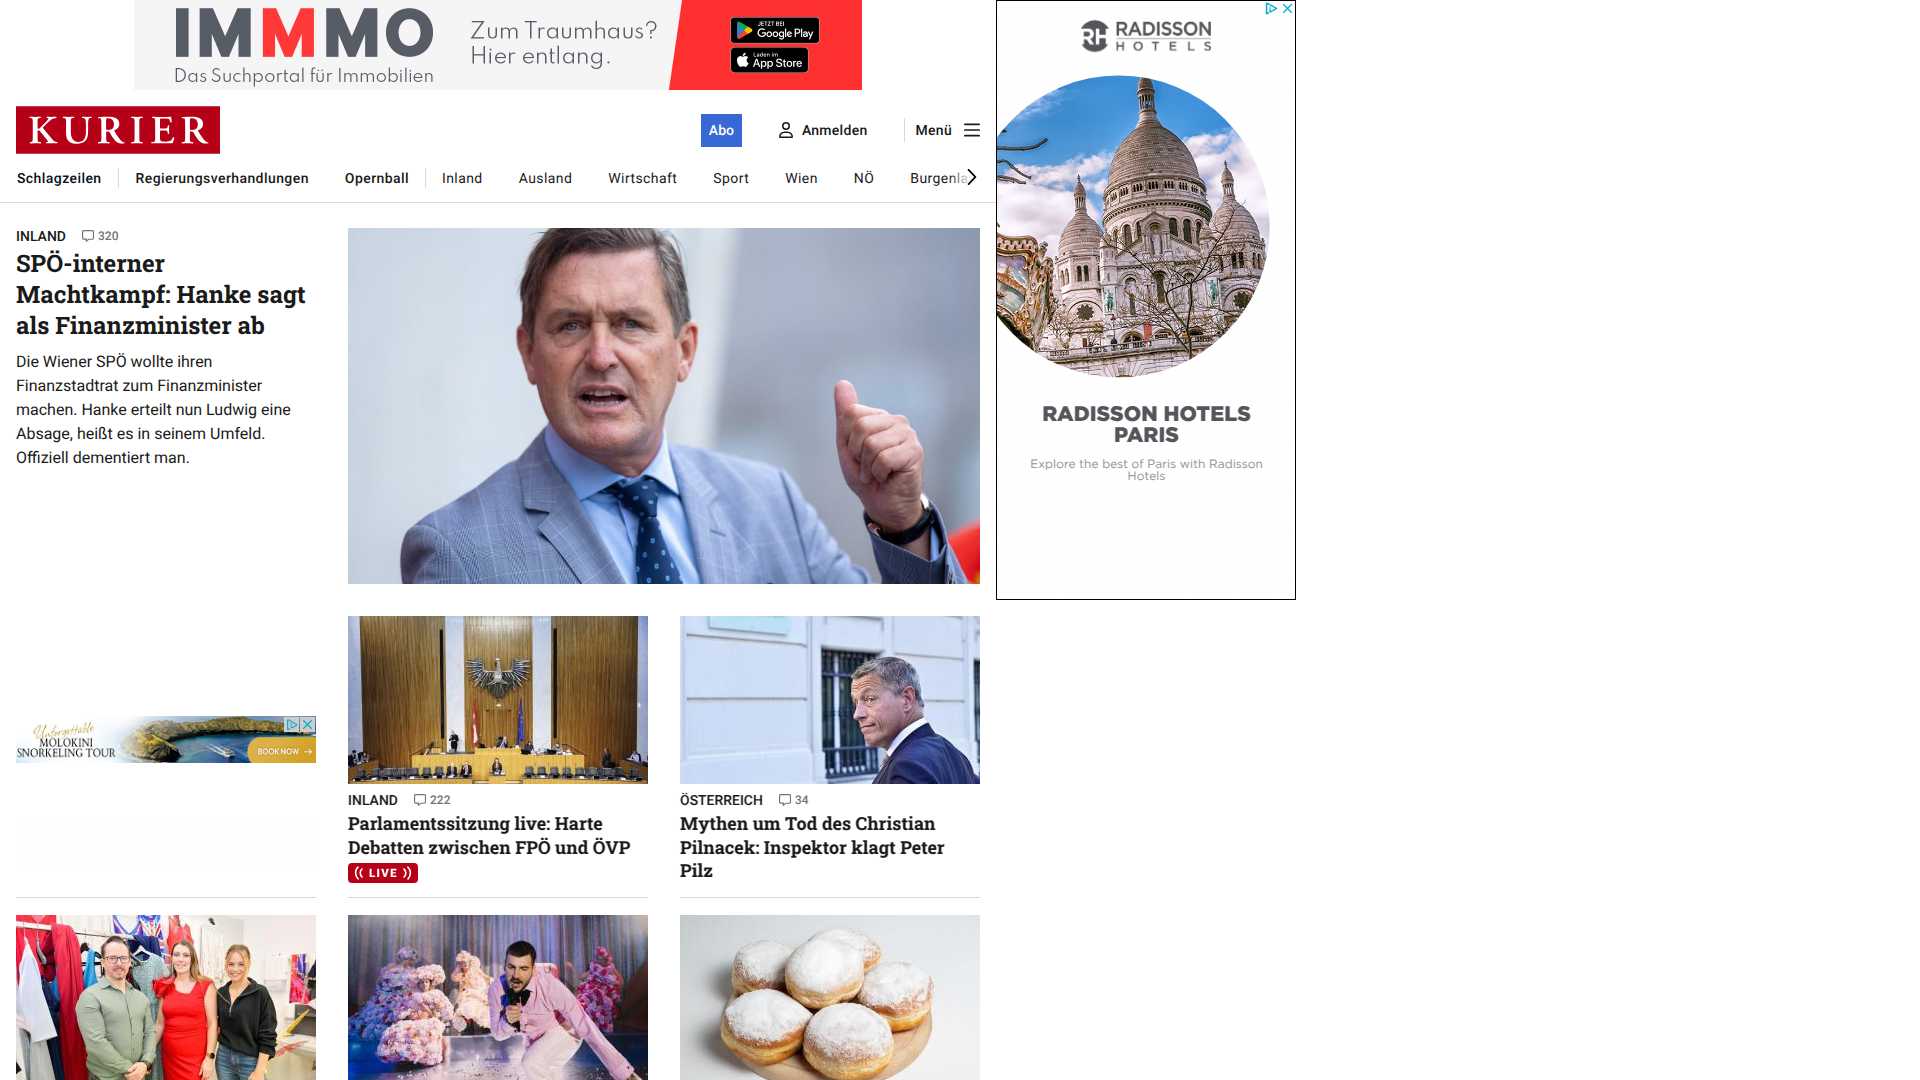 IMMMO
Das Suchportal für Immobilien
Zum Traumhaus?
Hier entlang.
JETZT BEI
Google Play
Laden im
App Store
RADISSON
HOTELS
RADISSON HOTELS
PARIS
Explore the best of Paris with Radisson
Hotels
KURIER
Abo
Anmelden
Menü
Schlagzeilen
Regierungsverhandlungen
Opernball
Inland
Ausland
Wirtschaft
Sport
Wien
NÖ
Burgenla
INLAND 320
SPÖ-interner
Machtkampf: Hanke sagt
als Finanzminister ab
Die Wiener SPÖ wollte ihren
Finanzstadtrat zum Finanzminister
machen. Hanke erteilt nun Ludwig eine
Absage, heißt es in seinem Umfeld.
Offiziell dementiert man.
Unforgettable
MOLOKINI
SNORKELING TOUR
BOOK NOW
INLAND 222
Parlamentssitzung live: Harte
Debatten zwischen FPÖ und ÖVP
LIVE
ÖSTERREICH 34
Mythen um Tod des Christian
Pilnacek: Inspektor klagt Peter
Pilz